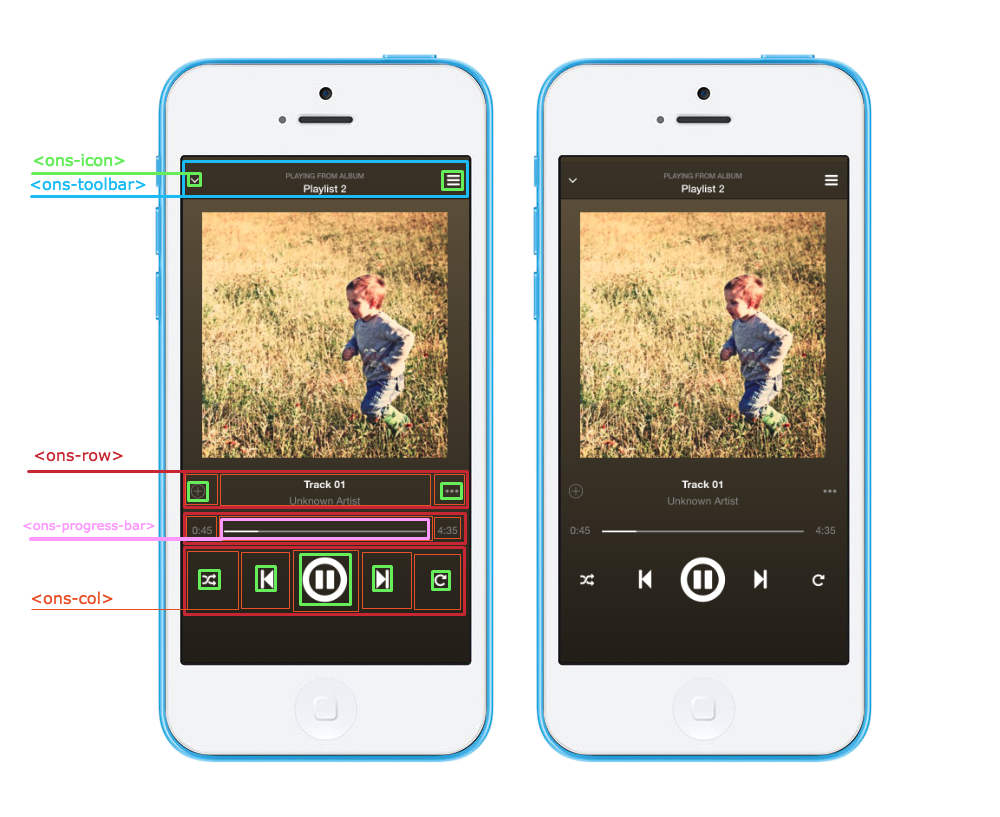 <ons-icon>
<ons-toolbar>
PLAYING FROM ALBUM
Playlist 2
<ons-row>
Track 01
Unknown Artist
<ons-progress-bar>
0:45
4:35
<ons-col>
PLAYING FROM ALBUM
Playlist 2
Track 01
Unknown Artist
0:45
4:35